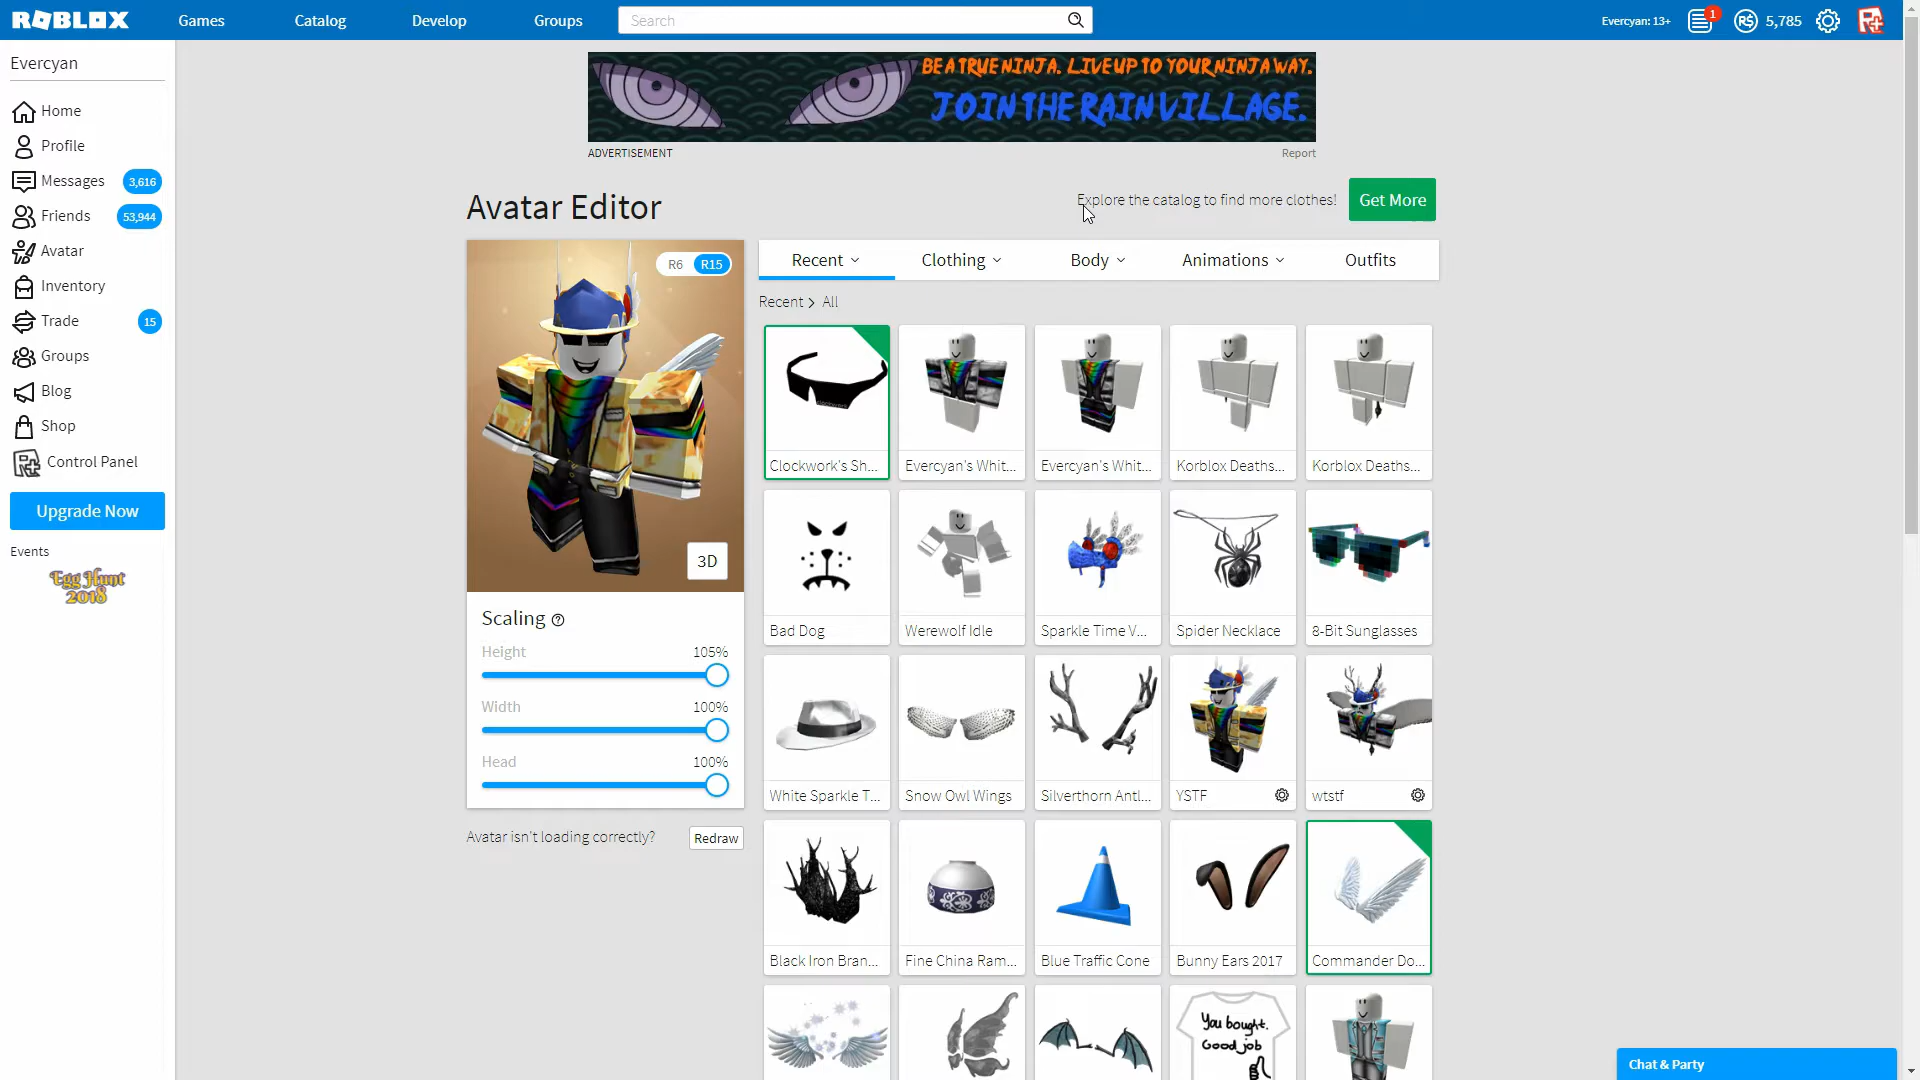 ROBLOX Games Catalog Develop Groups Search Evercyan: 13+ 1 R$ 5,785
Evercyan
Home
Profile
Messages 3,616
Friends 53,944
Avatar
Inventory
Trade 15
Groups
Blog
Shop
Control Panel
Upgrade Now
Events
Egg Hunt
2018
BE A TRUE NINJA. LIVE UP TO YOUR NINJA WAY.
JOIN THE RAIN VILLAGE.
ADVERTISEMENT Report
Avatar Editor
Explore the catalog to find more clothes! Get More
R6 R15
3D
Scaling
Height 105%
Width 100%
Head 100%
Avatar isn't loading correctly? Redraw
Recent Clothing Body Animations Outfits
Recent > All
Clockwork's Sh... Evercyan's Whit... Evercyan's Whit... Korblox Deaths... Korblox Deaths...
Bad Dog Werewolf Idle Sparkle Time V... Spider Necklace 8-Bit Sunglasses
White Sparkle T... Snow Owl Wings Silverthorn Antl... YSTF wtstf
Black Iron Bran... Fine China Ram... Blue Traffic Cone Bunny Ears 2017 Commander Do...
You bought.
Good job
Chat & Party